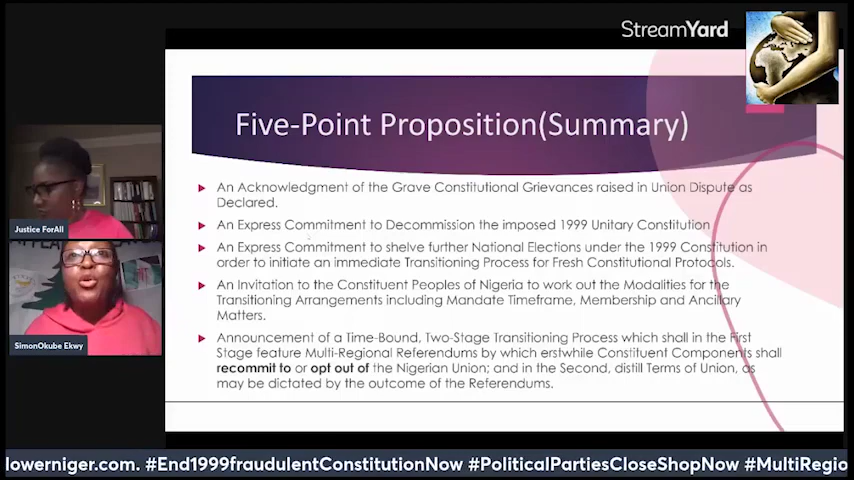 StreamYard
Five-Point Proposition(Summary)
An Acknowledgment of the Grave Constitutional Grievances raised in Union Dispute as
Declared.
An Express Commitment to Decommission the imposed 1999 Unitary Constitution
An Express Commitment to shelve further National Elections under the 1999 Constitution in
order to initiate an immediate Transitioning Process for Fresh Constitutional Protocols.
An Invitation to the Constituent Peoples of Nigeria to work out the Modalities for the
Transitioning Arrangements including Mandate Timeframe, Membership and Ancillary
Matters.
Announcement of a Time-Bound, Two-Stage Transitioning Process which shall in the First
Stage feature Multi-Regional Referendums by which erstwhile Constituent Components shall
recommit to or opt out of the Nigerian Union; and in the Second, distill Terms of Union, as
may be dictated by the outcome of the Referendums.
Justice ForAll
SimonOkube Ekwy
lowerniger.com. #End1999fraudulentConstitutionNow #PoliticalPartiesCloseShopNow #MultiRegio